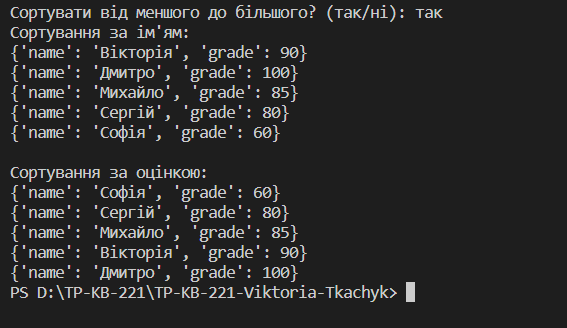 Сортувати від меншого до більшого? (так/ні): так
Сортування за ім'ям:
{'name': 'Вікторія', 'grade': 90}
{'name': 'Дмитро', 'grade': 100}
{'name': 'Михайло', 'grade': 85}
{'name': 'Сергій', 'grade': 80}
{'name': 'Софія', 'grade': 60}

Сортування за оцінкою:
{'name': 'Софія', 'grade': 60}
{'name': 'Сергій', 'grade': 80}
{'name': 'Михайло', 'grade': 85}
{'name': 'Вікторія', 'grade': 90}
{'name': 'Дмитро', 'grade': 100}
PS D:\TP-KB-221\TP-KB-221-Viktoria-Tkachyk>